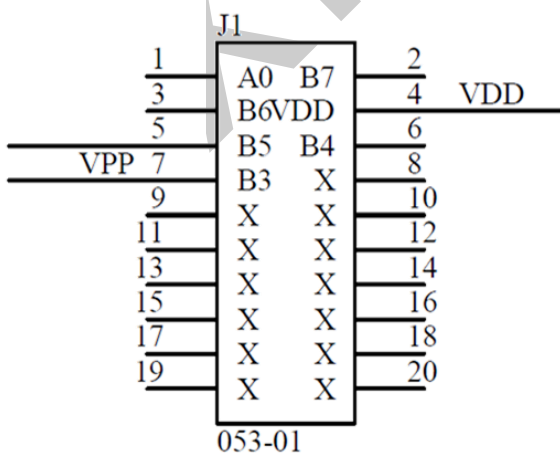 J1
1 A0 B7 2
3 B6VDD 4 VDD
5 B5 B4 6
VPP 7 B3 X 8
9 X X 10
11 X X 12
13 X X 14
15 X X 16
17 X X 18
19 X X 20
053-01